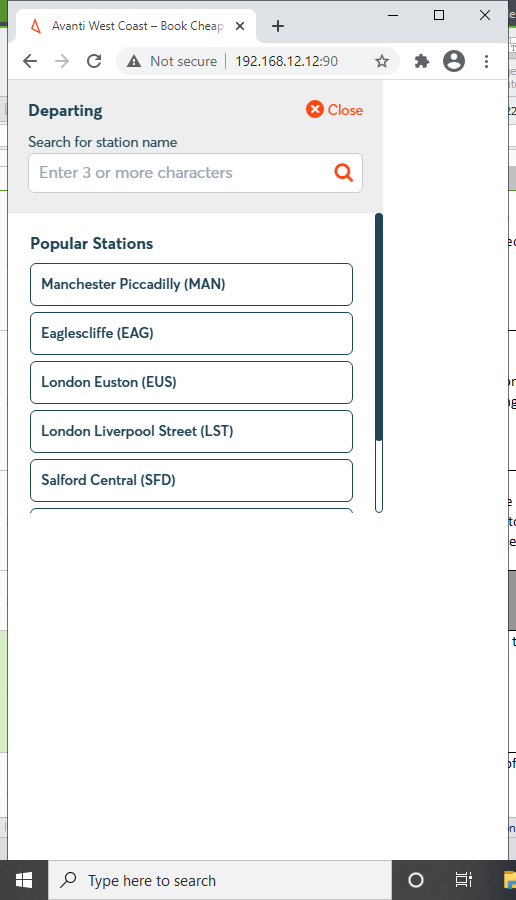 Avanti West Coast – Book Cheap
Not secure
192.168.12.12:90
Departing
Close
Search for station name
Enter 3 or more characters
Popular Stations
Manchester Piccadilly (MAN)
Eaglescliffe (EAG)
London Euston (EUS)
London Liverpool Street (LST)
Salford Central (SFD)
Type here to search